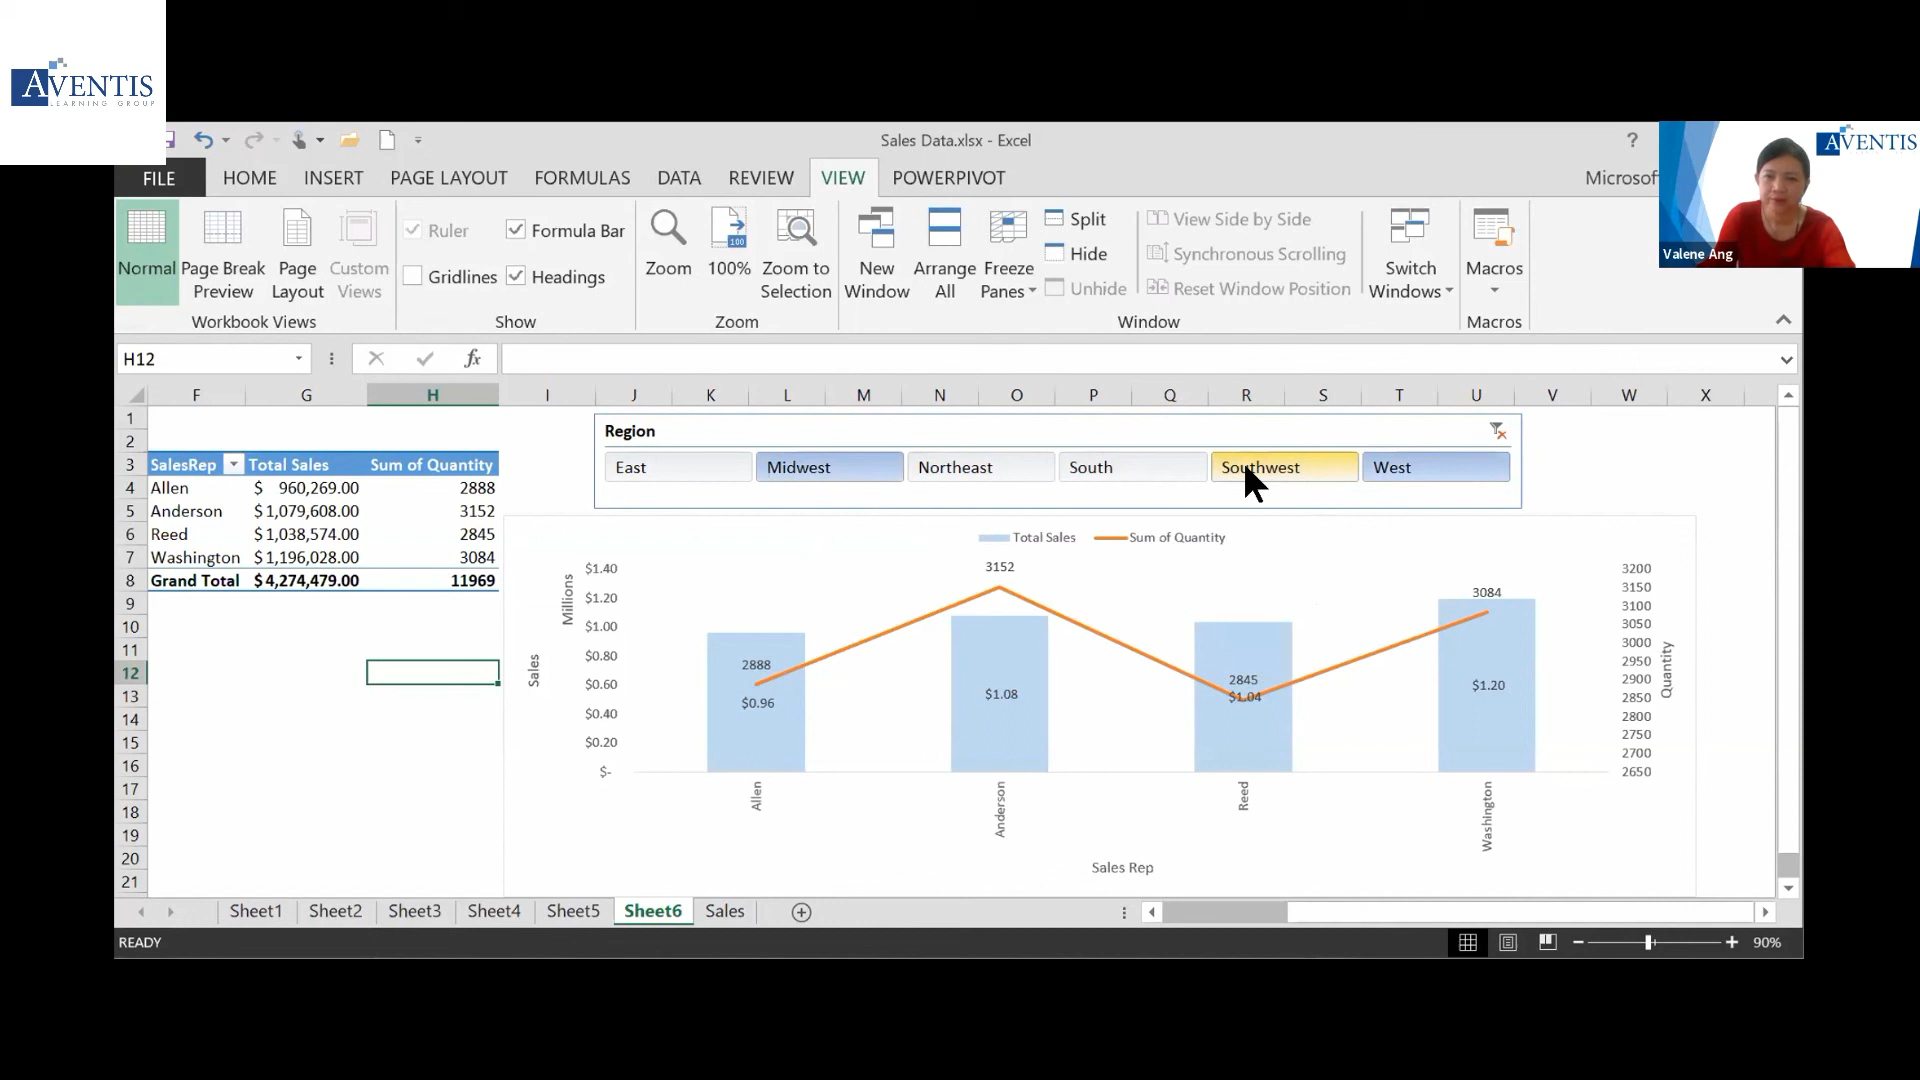 AVENTIS
LEARNING GROUP
Sales Data.xlsx - Excel
?
FILE HOME INSERT PAGE LAYOUT FORMULAS DATA REVIEW VIEW POWERPIVOT Microsof
AVENTIS
Valene Ang
Normal Page Break Preview Page Layout Custom Views
Workbook Views
Ruler Formula Bar
Gridlines Headings
Show
Zoom 100% Zoom to Selection
100
Zoom
New Window Arrange All Freeze Panes
Split View Side by Side
Hide Synchronous Scrolling
Unhide Reset Window Position
Switch Windows
Window
Macros
Macros
H12 fx
F G H I J K L M N O P Q R S T U V W X
1
2
3 SalesRep Total Sales Sum of Quantity
4 Allen $ 960,269.00 2888
5 Anderson $ 1,079,608.00 3152
6 Reed $ 1,038,574.00 2845
7 Washington $ 1,196,028.00 3084
8 Grand Total $ 4,274,479.00 11969
9
10
11
12
13
14
15
16
17
18
19
20
21
Region
East Midwest Northeast South Southwest West
Total Sales Sum of Quantity
Millions
Sales
$1.40
$1.20
$1.00
$0.80
$0.60
$0.40
$0.20
$-
2888
$0.96
3152
$1.08
2845
$1.04
3084
$1.20
3200
3150
3100
3050
3000
2950
2900
2850
2800
2750
2700
2650
Quantity
Allen
Anderson
Reed
Washington
Sales Rep
Sheet1 Sheet2 Sheet3 Sheet4 Sheet5 Sheet6 Sales
READY 90%